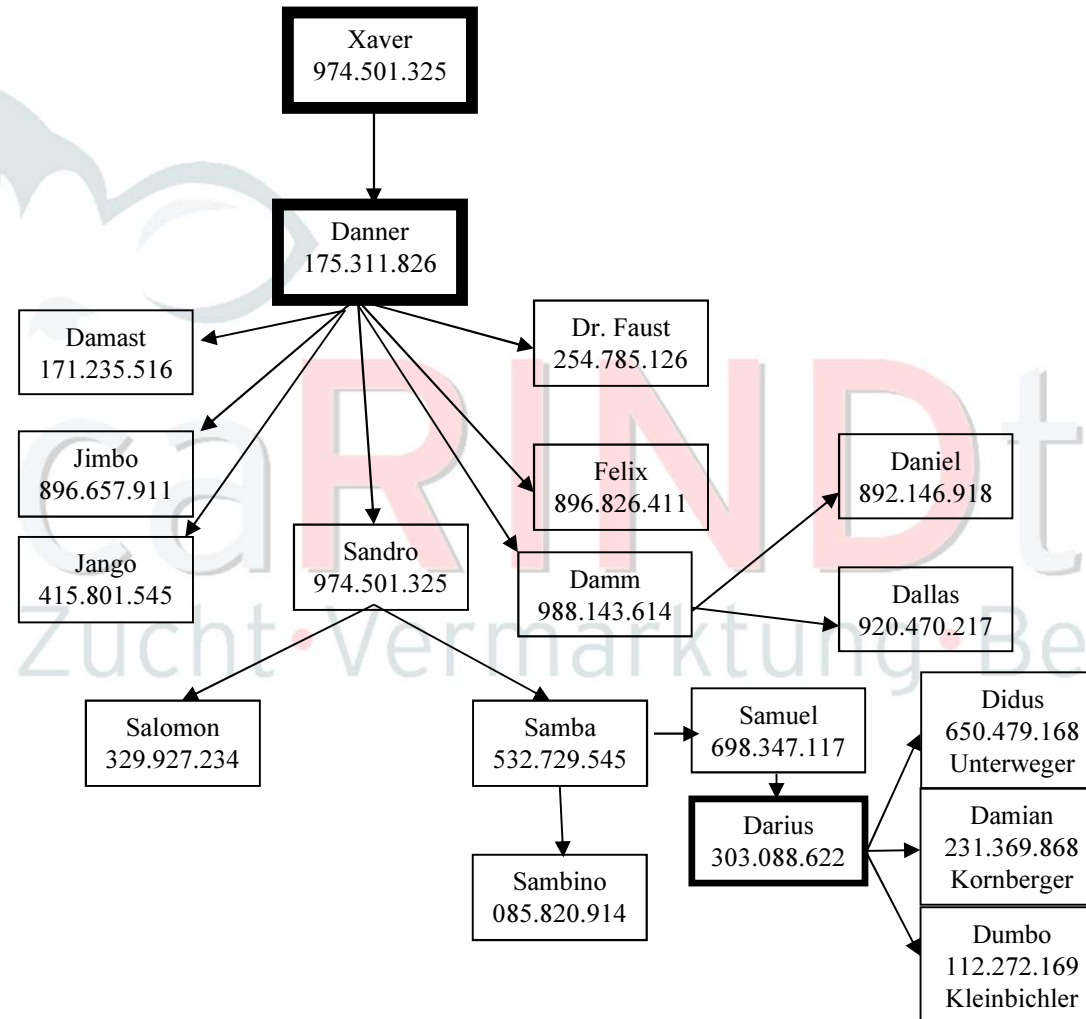 Xaver
974.501.325
Danner
175.311.826
Damast
171.235.516
Dr. Faust
254.785.126
Jimbo
896.657.911
Felix
896.826.411
Daniel
892.146.918
Jango
415.801.545
Sandro
974.501.325
Damm
988.143.614
Dallas
920.470.217
caRINDt
Zucht•Vermarktung•Be
Salomon
329.927.234
Samba
532.729.545
Samuel
698.347.117
Didus
650.479.168
Unterweger
Darius
303.088.622
Damian
231.369.868
Kornberger
Sambino
085.820.914
Dumbo
112.272.169
Kleinbichler